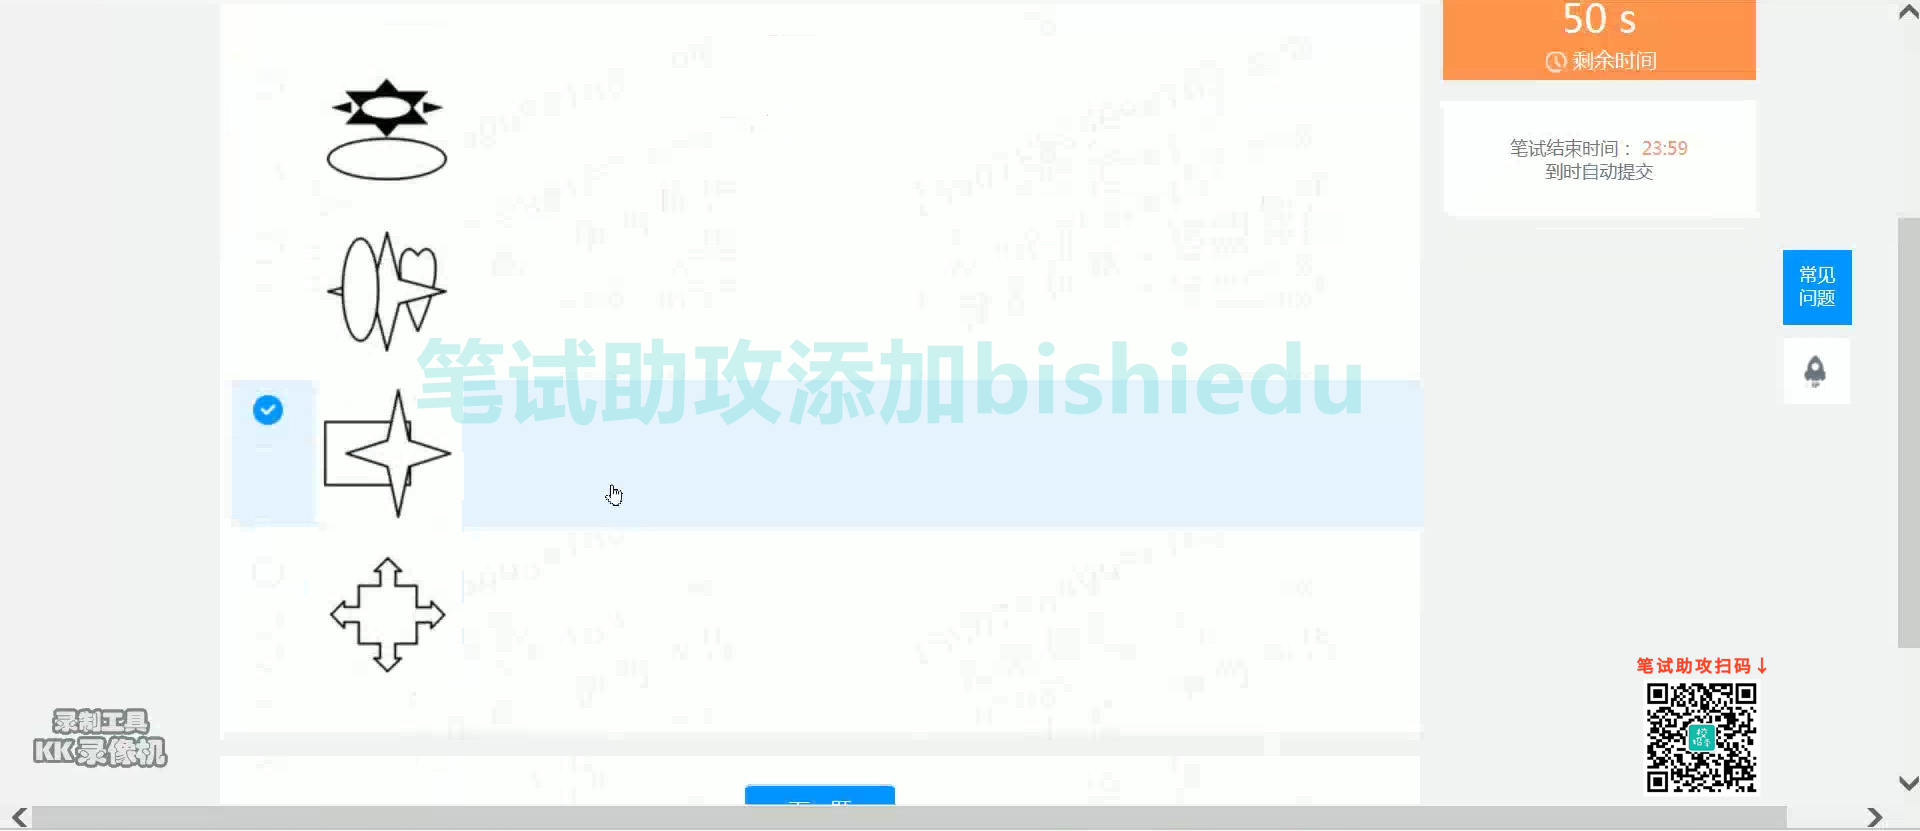 50 s
剩余时间
笔试结束时间： 23:59
到时自动提交
常见
问题
笔试助攻添加bishiedu
笔试助攻扫码↓
录制工具
KK录像机